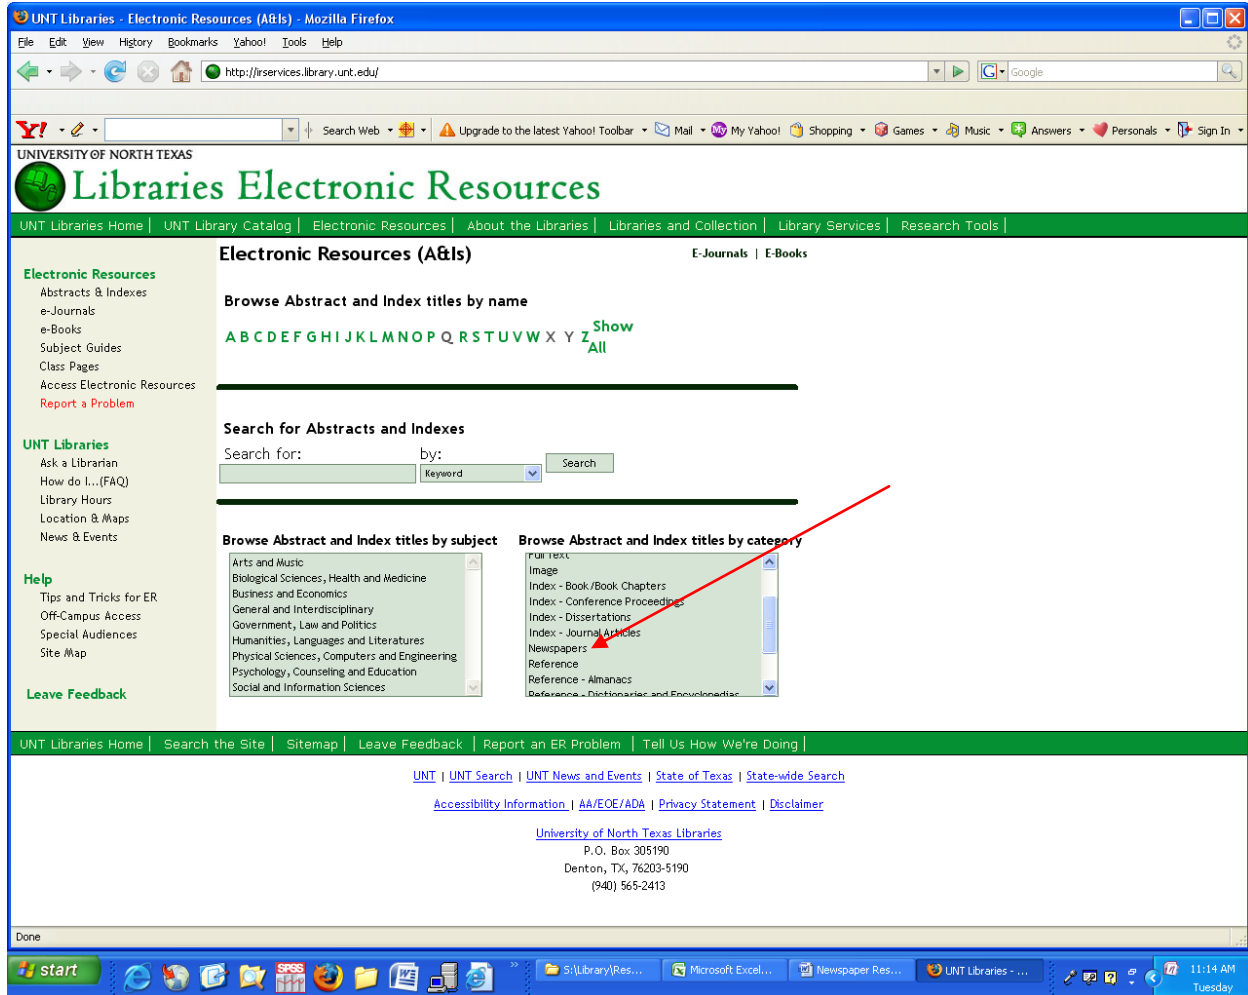 UNT Libraries - Electronic Resources (A&Is) - Mozilla Firefox
File Edit View History Bookmarks Yahoo! Tools Help
http://irservices.library.unt.edu/ G Google
Y! Search Web Upgrade to the latest Yahoo! Toolbar Mail My My Yahoo! Shopping Games Music Answers Personals Sign In
UNIVERSITY OF NORTH TEXAS
Libraries Electronic Resources
UNT Libraries Home | UNT Library Catalog | Electronic Resources | About the Libraries | Libraries and Collection | Library Services | Research Tools |
Electronic Resources
Abstracts & Indexes
e-Journals
e-Books
Subject Guides
Class Pages
Access Electronic Resources
Report a Problem
UNT Libraries
Ask a Librarian
How do I...(FAQ)
Library Hours
Location & Maps
News & Events
Help
Tips and Tricks for ER
Off-Campus Access
Special Audiences
Site Map
Leave Feedback
Electronic Resources (A&Is) E-Journals | E-Books
Browse Abstract and Index titles by name
A B C D E F G H I J K L M N O P Q R S T U V W X Y Z Show
All
Search for Abstracts and Indexes
Search for: by:
Keyword Search
Browse Abstract and Index titles by subject
Arts and Music
Biological Sciences, Health and Medicine
Business and Economics
General and Interdisciplinary
Government, Law and Politics
Humanities, Languages and Literatures
Physical Sciences, Computers and Engineering
Psychology, Counseling and Education
Social and Information Sciences
Browse Abstract and Index titles by category
Full Text
Image
Index - Book/Book Chapters
Index - Conference Proceedings
Index - Dissertations
Index - Journal Articles
Newspapers
Reference
Reference - Almanacs
Reference - Dictionaries and Encyclopedias
UNT Libraries Home | Search the Site | Sitemap | Leave Feedback | Report an ER Problem | Tell Us How We're Doing |
UNT | UNT Search | UNT News and Events | State of Texas | State-wide Search
Accessibility Information | AA/EOE/ADA | Privacy Statement | Disclaimer
University of North Texas Libraries
P.O. Box 305190
Denton, TX, 76203-5190
(940) 565-2413
Done
start SPSS S:\Library\Res... Microsoft Excel... Newspaper Res... UNT Libraries - ... 11:14 AM
Tuesday